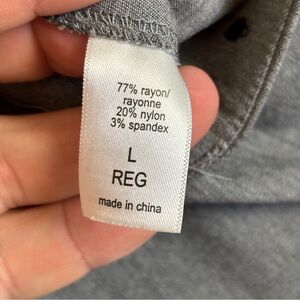 77% rayon/
rayonne
20% nylon
3% spandex
L
REG
made in china